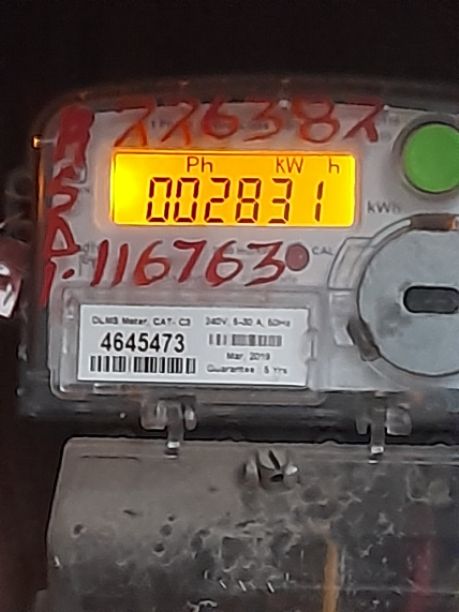 226382
Ph kW h
002831
kWh
116763
CAL
DLMS Meter, CAT- C3
240V, 5-30 A, 50Hz
4645473
Mar, 2019
Guarantee : 5 Yrs